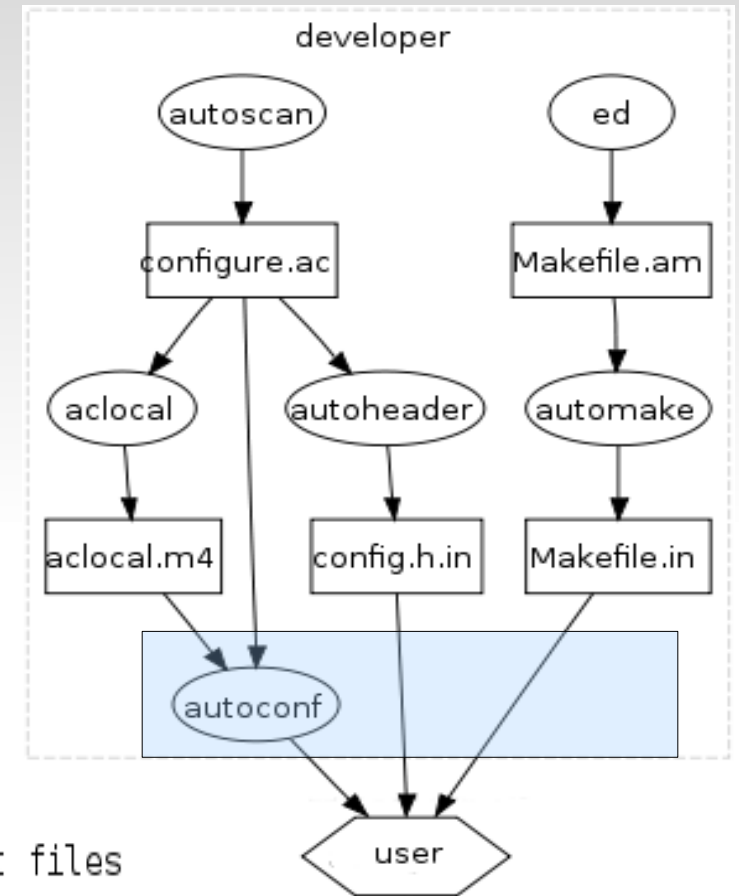 developer
autoscan
ed
configure.ac
Makefile.am
aclocal
autoheader
automake
aclocal.m4
config.h.in
Makefile.in
autoconf
user
files